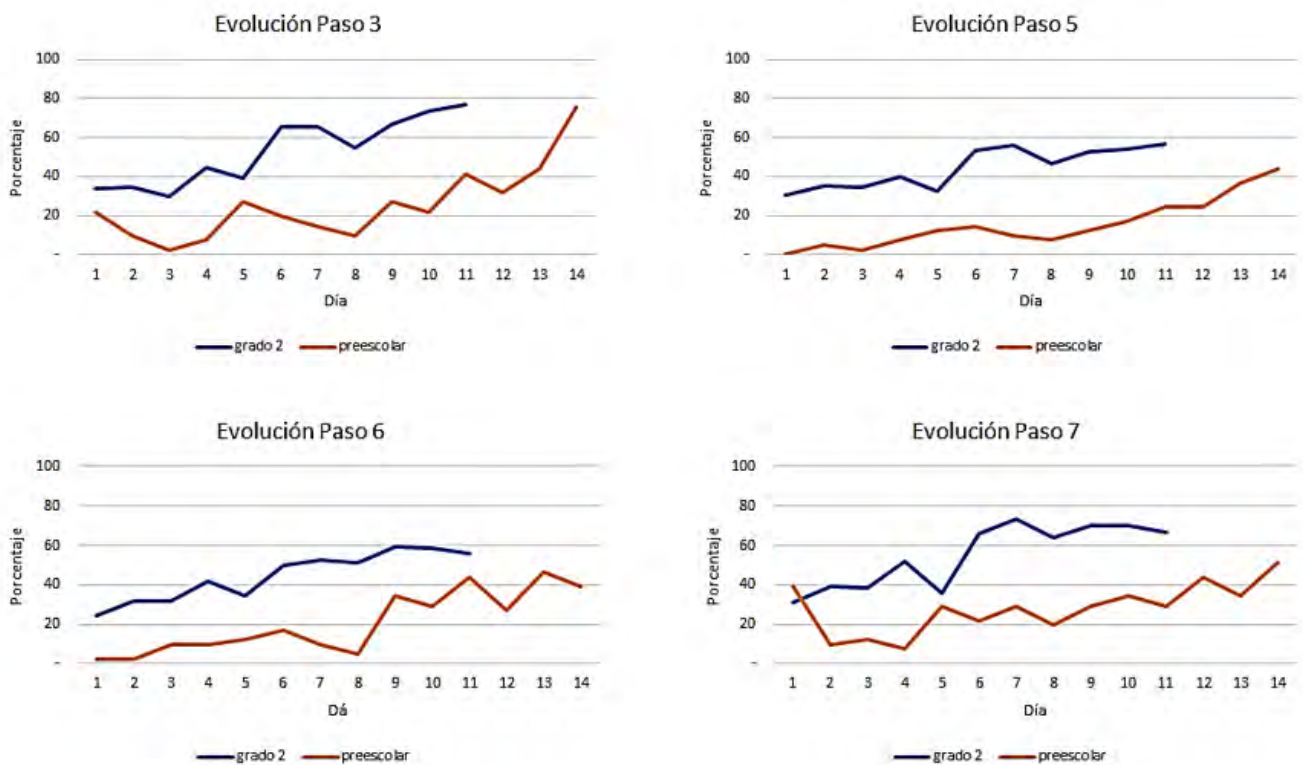 Evolución Paso 3
100
80
60
40
20
-
Porcentaje
1 2 3 4 5 6 7 8 9 10 11 12 13 14
Día
grado 2 preescolar
Evolución Paso 5
100
80
60
40
20
-
Porcentaje
1 2 3 4 5 6 7 8 9 10 11 12 13 14
Día
grado 2 preescolar
Evolución Paso 6
100
80
60
40
20
-
Porcentaje
1 2 3 4 5 6 7 8 9 10 11 12 13 14
Dá
grado 2 preescolar
Evolución Paso 7
100
80
60
40
20
-
Porcentaje
1 2 3 4 5 6 7 8 9 10 11 12 13 14
Día
grado 2 preescolar